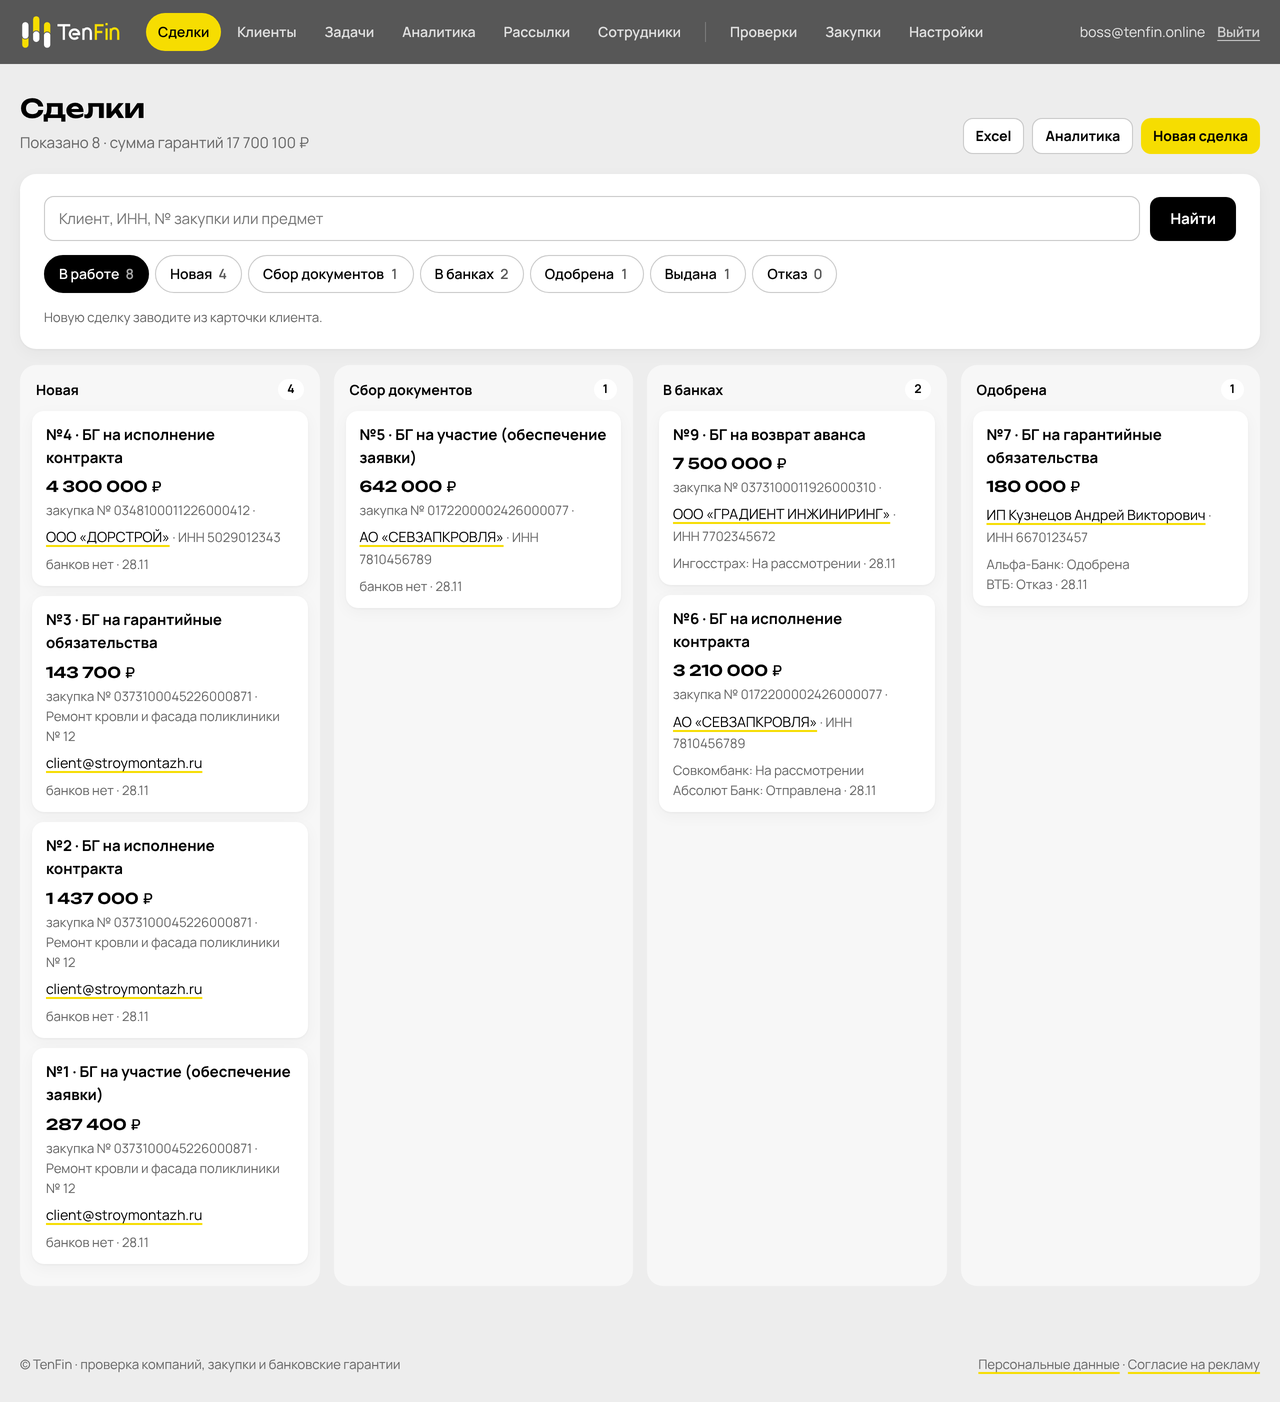 TenFin
Сделки
Клиенты
Задачи
Аналитика
Рассылки
Сотрудники
Проверки
Закупки
Настройки
boss@tenfin.online
Выйти
Сделки
Показано 8 · сумма гарантий 17 700 100 ₽
Excel
Аналитика
Новая сделка
Клиент, ИНН, № закупки или предмет
Найти
В работе 8
Новая 4
Сбор документов 1
В банках 2
Одобрена 1
Выдана 1
Отказ 0
Новую сделку заводите из карточки клиента.
Новая 4
№4 · БГ на исполнение
контракта
4 300 000 ₽
закупка № 0348100011226000412 ·
ООО «ДОРСТРОЙ» · ИНН 5029012343
банков нет · 28.11
№3 · БГ на гарантийные
обязательства
143 700 ₽
закупка № 0373100045226000871 ·
Ремонт кровли и фасада поликлиники
№ 12
client@stroymontazh.ru
банков нет · 28.11
№2 · БГ на исполнение
контракта
1 437 000 ₽
закупка № 0373100045226000871 ·
Ремонт кровли и фасада поликлиники
№ 12
client@stroymontazh.ru
банков нет · 28.11
№1 · БГ на участие (обеспечение
заявки)
287 400 ₽
закупка № 0373100045226000871 ·
Ремонт кровли и фасада поликлиники
№ 12
client@stroymontazh.ru
банков нет · 28.11
Сбор документов 1
№5 · БГ на участие (обеспечение
заявки)
642 000 ₽
закупка № 0172200002426000077 ·
АО «СЕВЗАПКРОВЛЯ» · ИНН
7810456789
банков нет · 28.11
В банках 2
№9 · БГ на возврат аванса
7 500 000 ₽
закупка № 0373100011926000310 ·
ООО «ГРАДИЕНТ ИНЖИНИРИНГ» ·
ИНН 7702345672
Ингосстрах: На рассмотрении · 28.11
№6 · БГ на исполнение
контракта
3 210 000 ₽
закупка № 0172200002426000077 ·
АО «СЕВЗАПКРОВЛЯ» · ИНН
7810456789
Совкомбанк: На рассмотрении
Абсолют Банк: Отправлена · 28.11
Одобрена 1
№7 · БГ на гарантийные
обязательства
180 000 ₽
ИП Кузнецов Андрей Викторович ·
ИНН 6670123457
Альфа-Банк: Одобрена
ВТБ: Отказ · 28.11
© TenFin · проверка компаний, закупки и банковские гарантии
Персональные данные · Согласие на рекламу